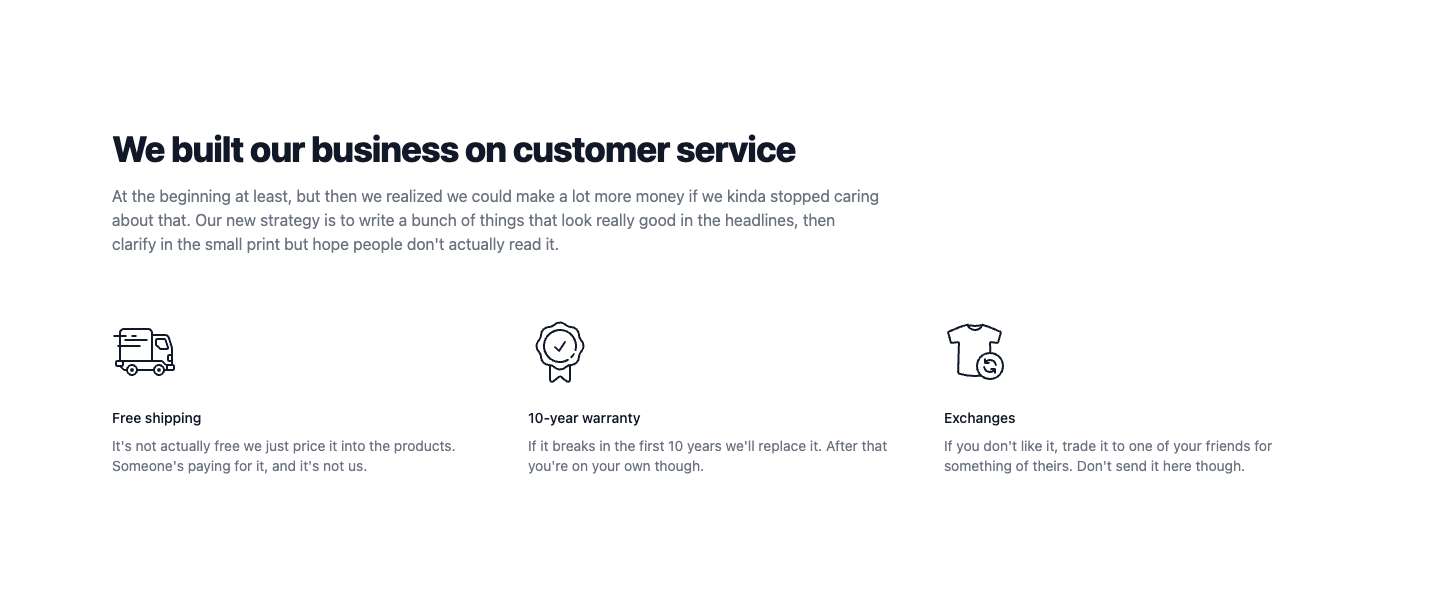 We built our business on customer service
At the beginning at least, but then we realized we could make a lot more money if we kinda stopped caring
about that. Our new strategy is to write a bunch of things that look really good in the headlines, then
clarify in the small print but hope people don't actually read it.
Free shipping
It's not actually free we just price it into the products.
Someone's paying for it, and it's not us.
10-year warranty
If it breaks in the first 10 years we'll replace it. After that
you're on your own though.
Exchanges
If you don't like it, trade it to one of your friends for
something of theirs. Don't send it here though.